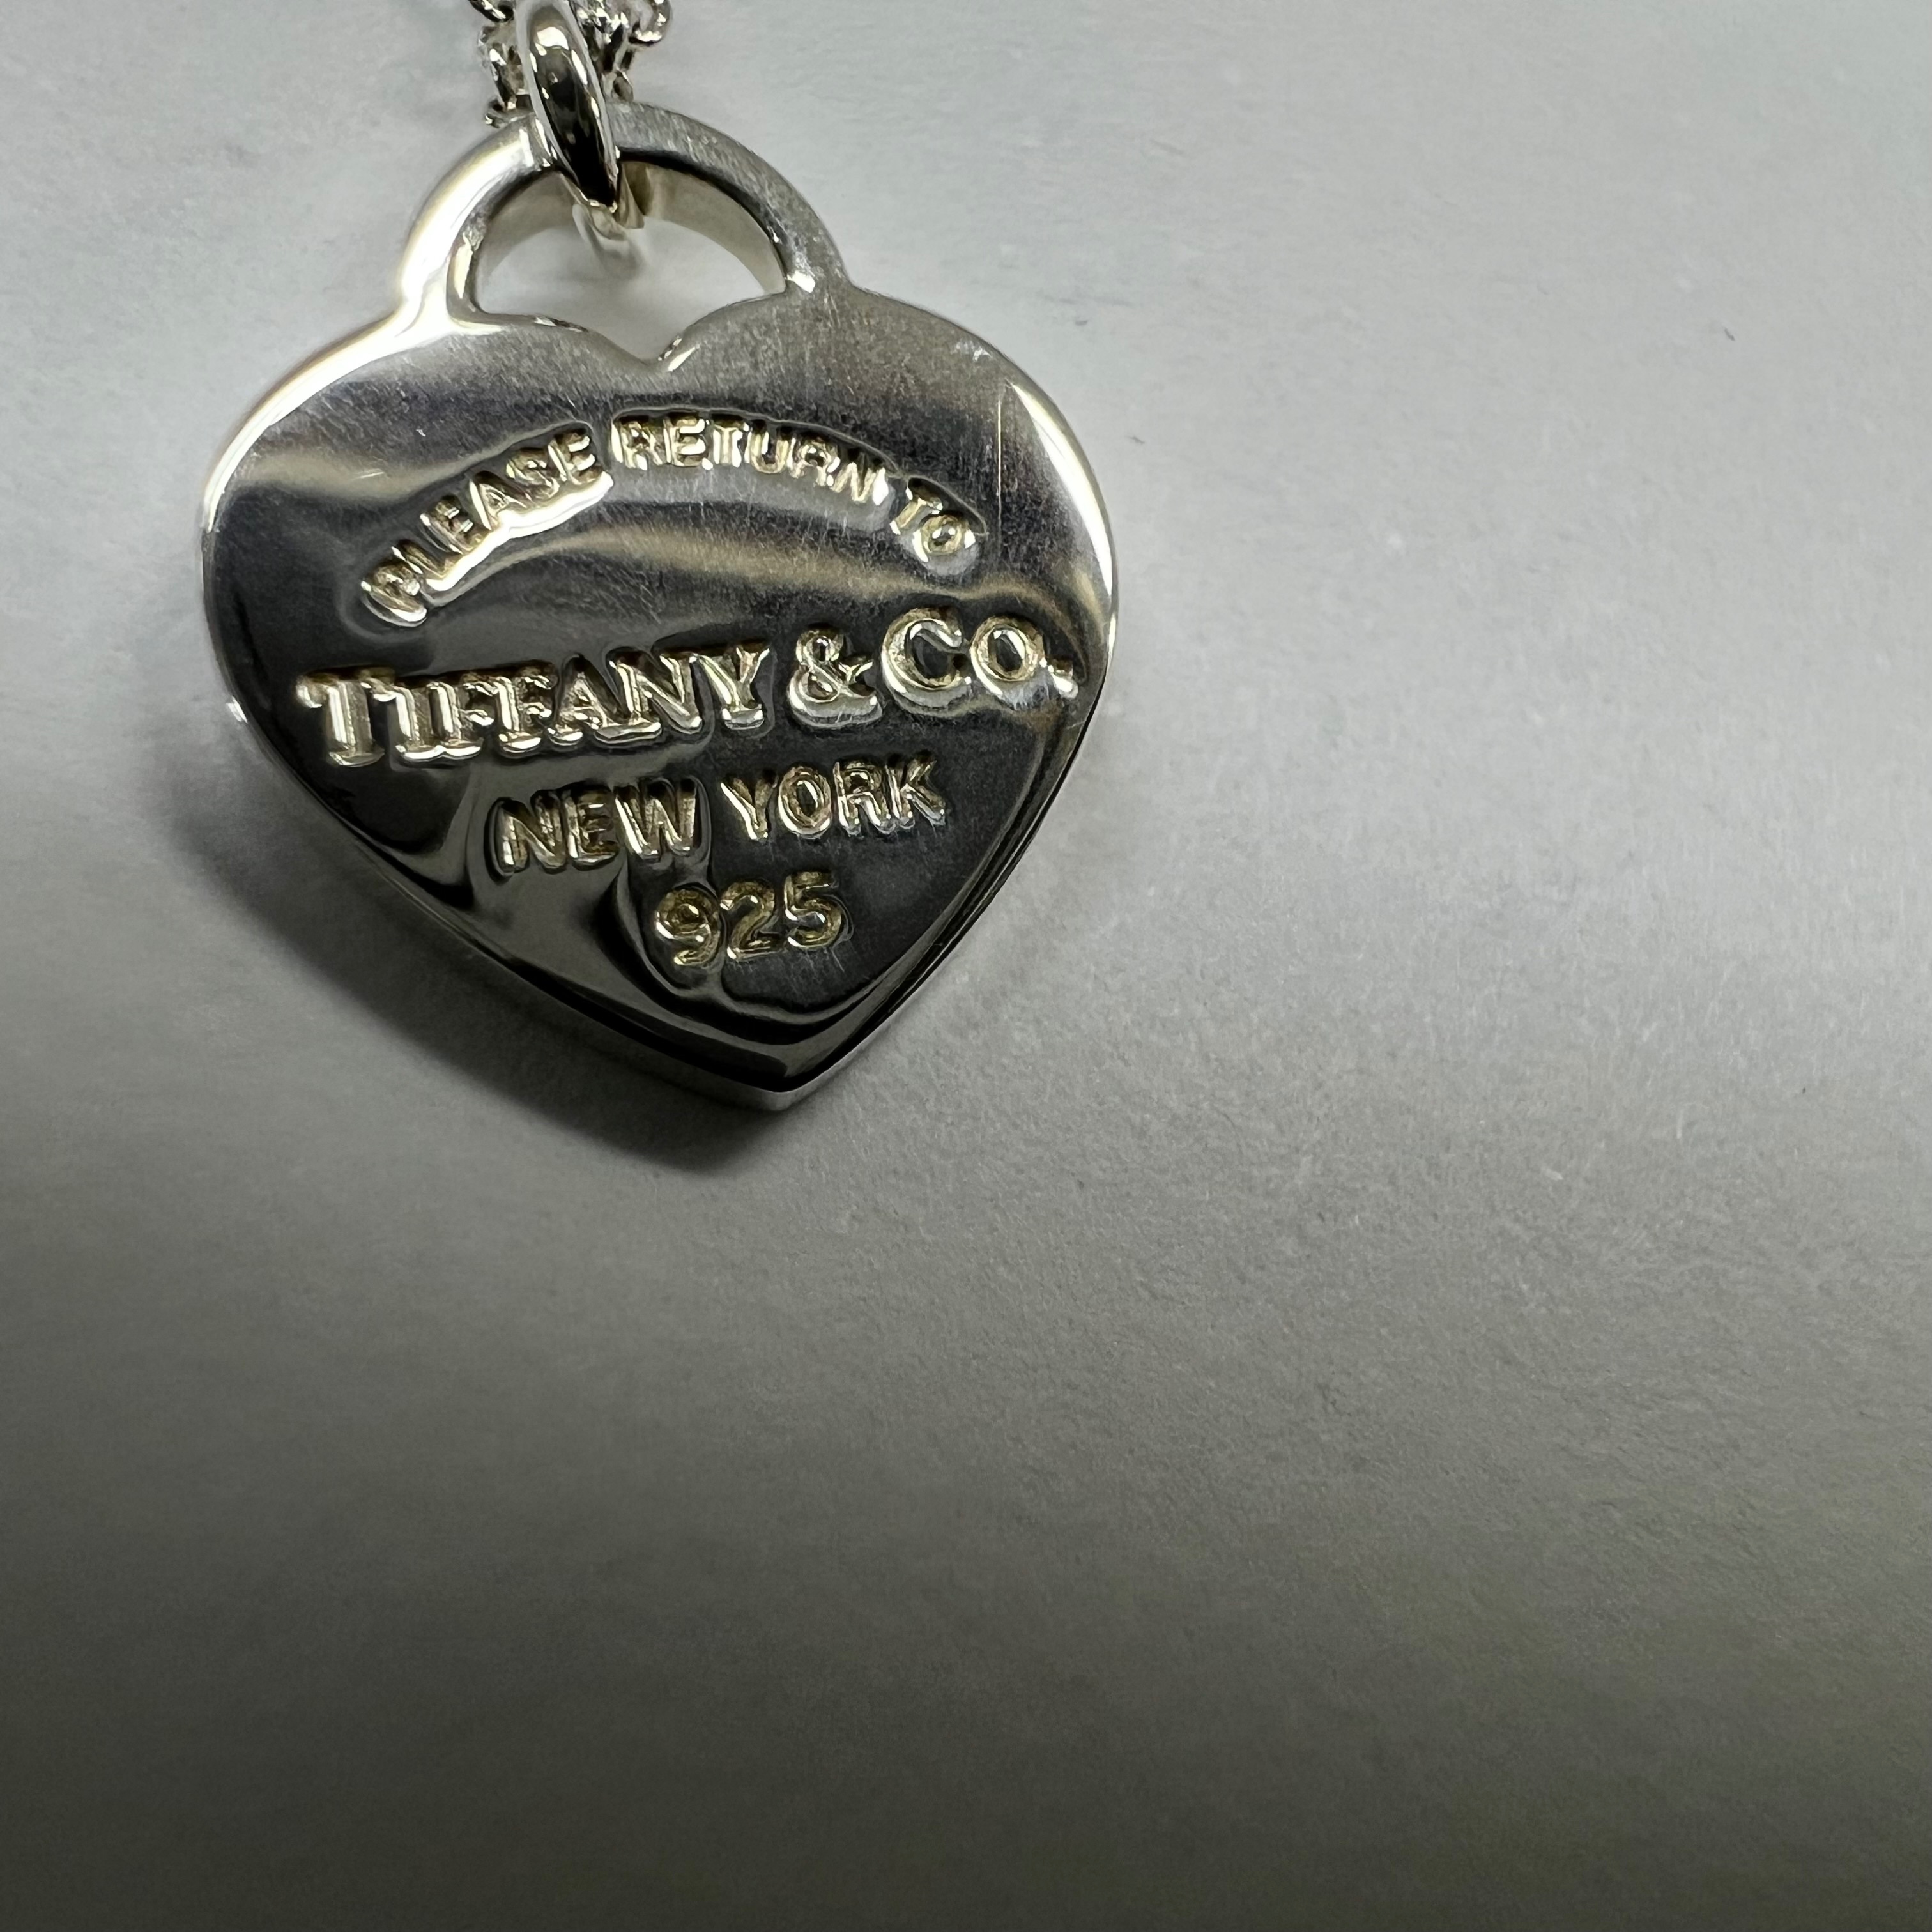 PLEASE RETURN TO
TIFFANY & CO.
NEW YORK
925